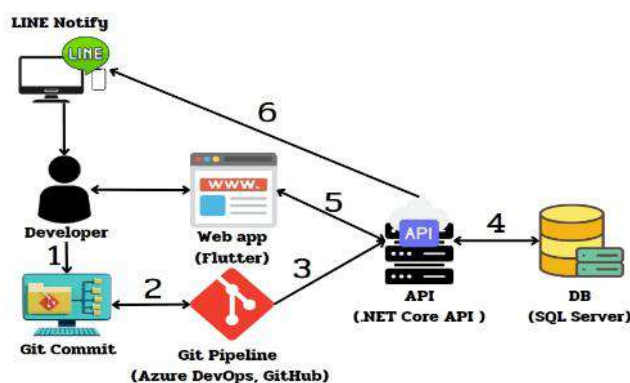 LINE Notify
LINE
6
WWW.
5
API
4
Developer
Web app
(Flutter)
1
2
3
API
(.NET Core API )
DB
(SQL Server)
Git Commit
Git Pipeline
(Azure DevOps, GitHub)